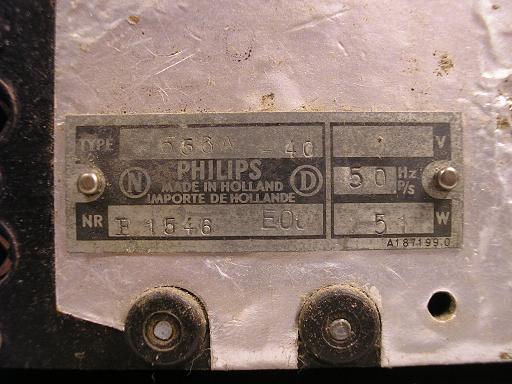 TYPE 40 V
N PHILIPS D 50 Hz
MADE IN HOLLAND P/S
IMPORTE DE HOLLANDE
NR F 1546 51 W
A187199.0